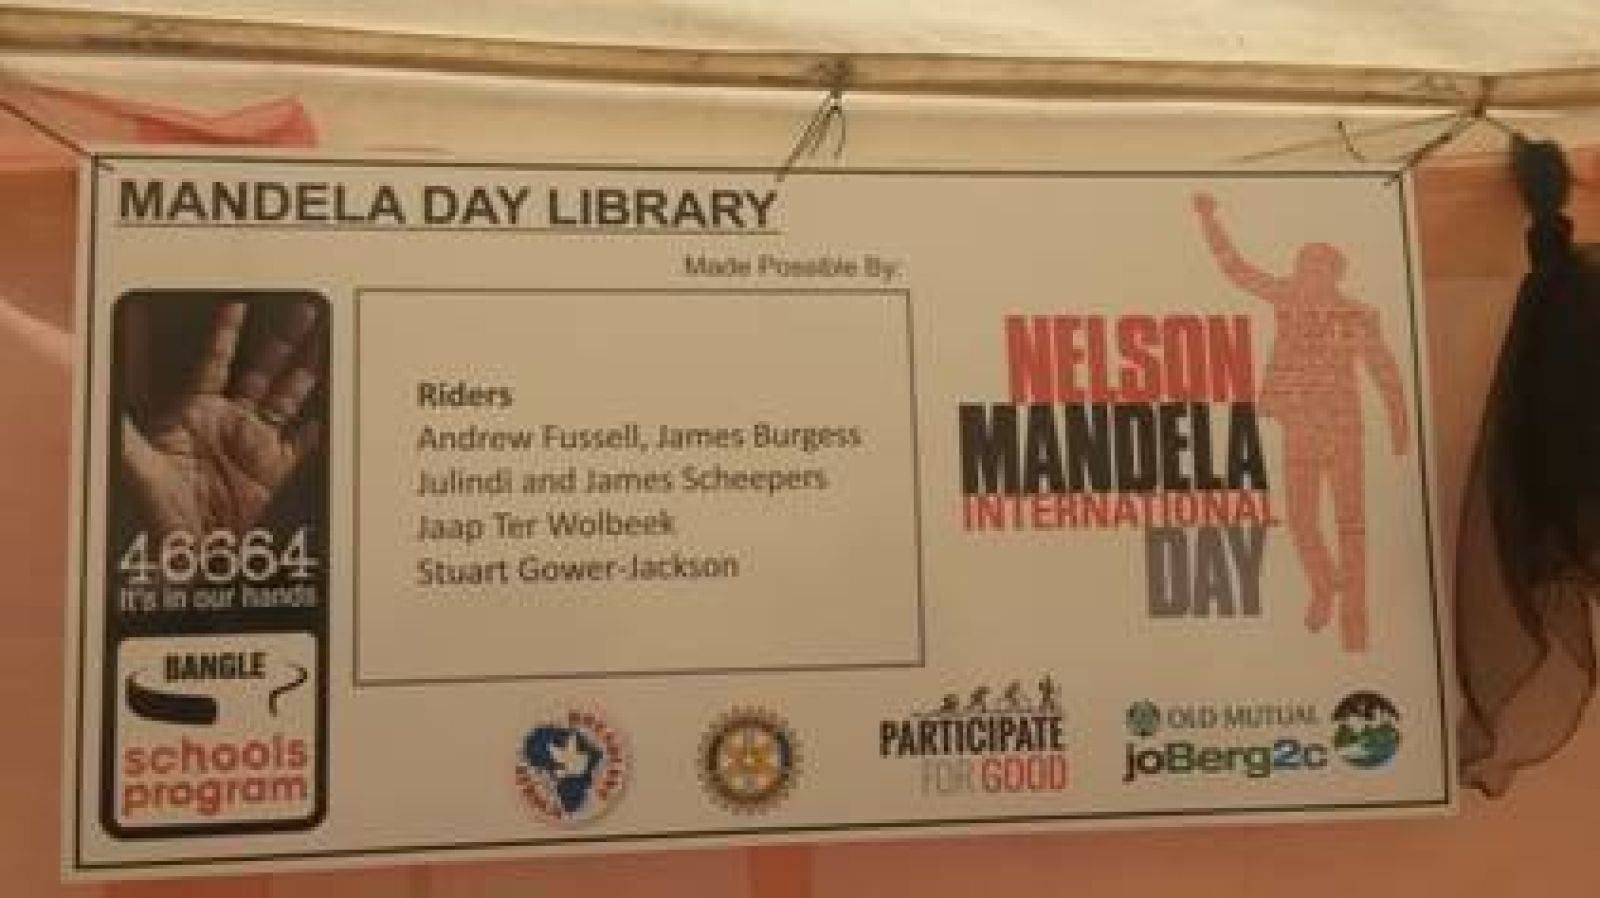 MANDELA DAY LIBRARY
Made Possible By:
Riders
Andrew Fussell, James Burgess
Julindi and James Scheepers
Jaap Ter Wolbeek
Stuart Gower-Jackson
46664
it's in our hands
BANGLE
schools
program
NELSON
MANDELA
INTERNATIONAL
DAY
PARTICIPATE
FOR GOOD
OLD MUTUAL
joBerg2c